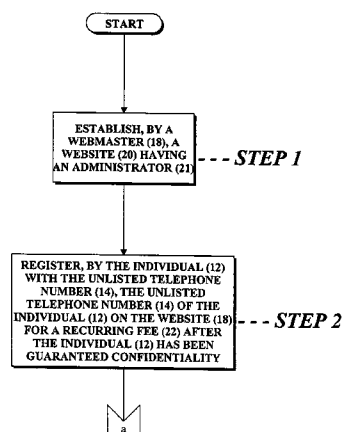 START
ESTABLISH, BY A
WEBMASTER (18), A
WEBSITE (20) HAVING
AN ADMINISTRATOR (21)
--- STEP 1
REGISTER, BY THE INDIVIDUAL (12)
WITH THE UNLISTED TELEPHONE
NUMBER (14), THE UNLISTED
TELEPHONE NUMBER (14) OF THE
INDIVIDUAL (12) ON THE WEBSITE (18)
FOR A RECURRING FEE (22) AFTER
THE INDIVIDUAL (12) HAS BEEN
GUARANTEED CONFIDENTIALITY
--- STEP 2
a